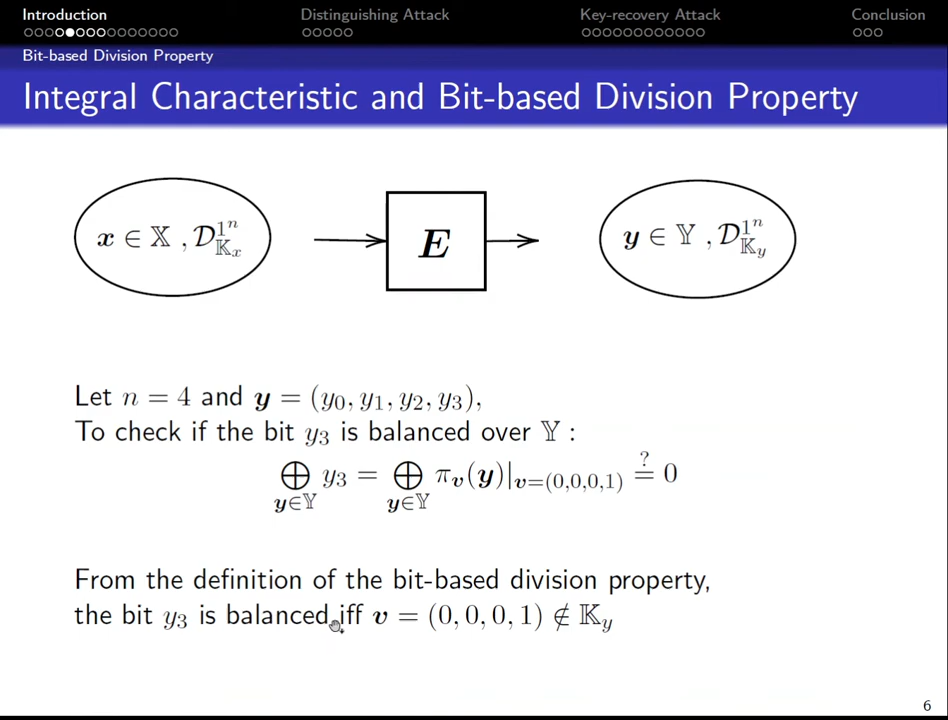 Introduction Distinguishing Attack Key-recovery Attack Conclusion
Bit-based Division Property
Integral Characteristic and Bit-based Division Property
x ∈ 𝕏 , 𝒟^{1^n}_{𝕂_x} E y ∈ 𝕐 , 𝒟^{1^n}_{𝕂_y}
Let n = 4 and y = (y₀, y₁, y₂, y₃),
To check if the bit y₃ is balanced over 𝕐 :
⨁_{y∈𝕐} y₃ = ⨁_{y∈𝕐} π_v(y)|_{v=(0,0,0,1)} ≟ 0
From the definition of the bit-based division property,
the bit y₃ is balanced iff v = (0, 0, 0, 1) ∉ 𝕂_y
6